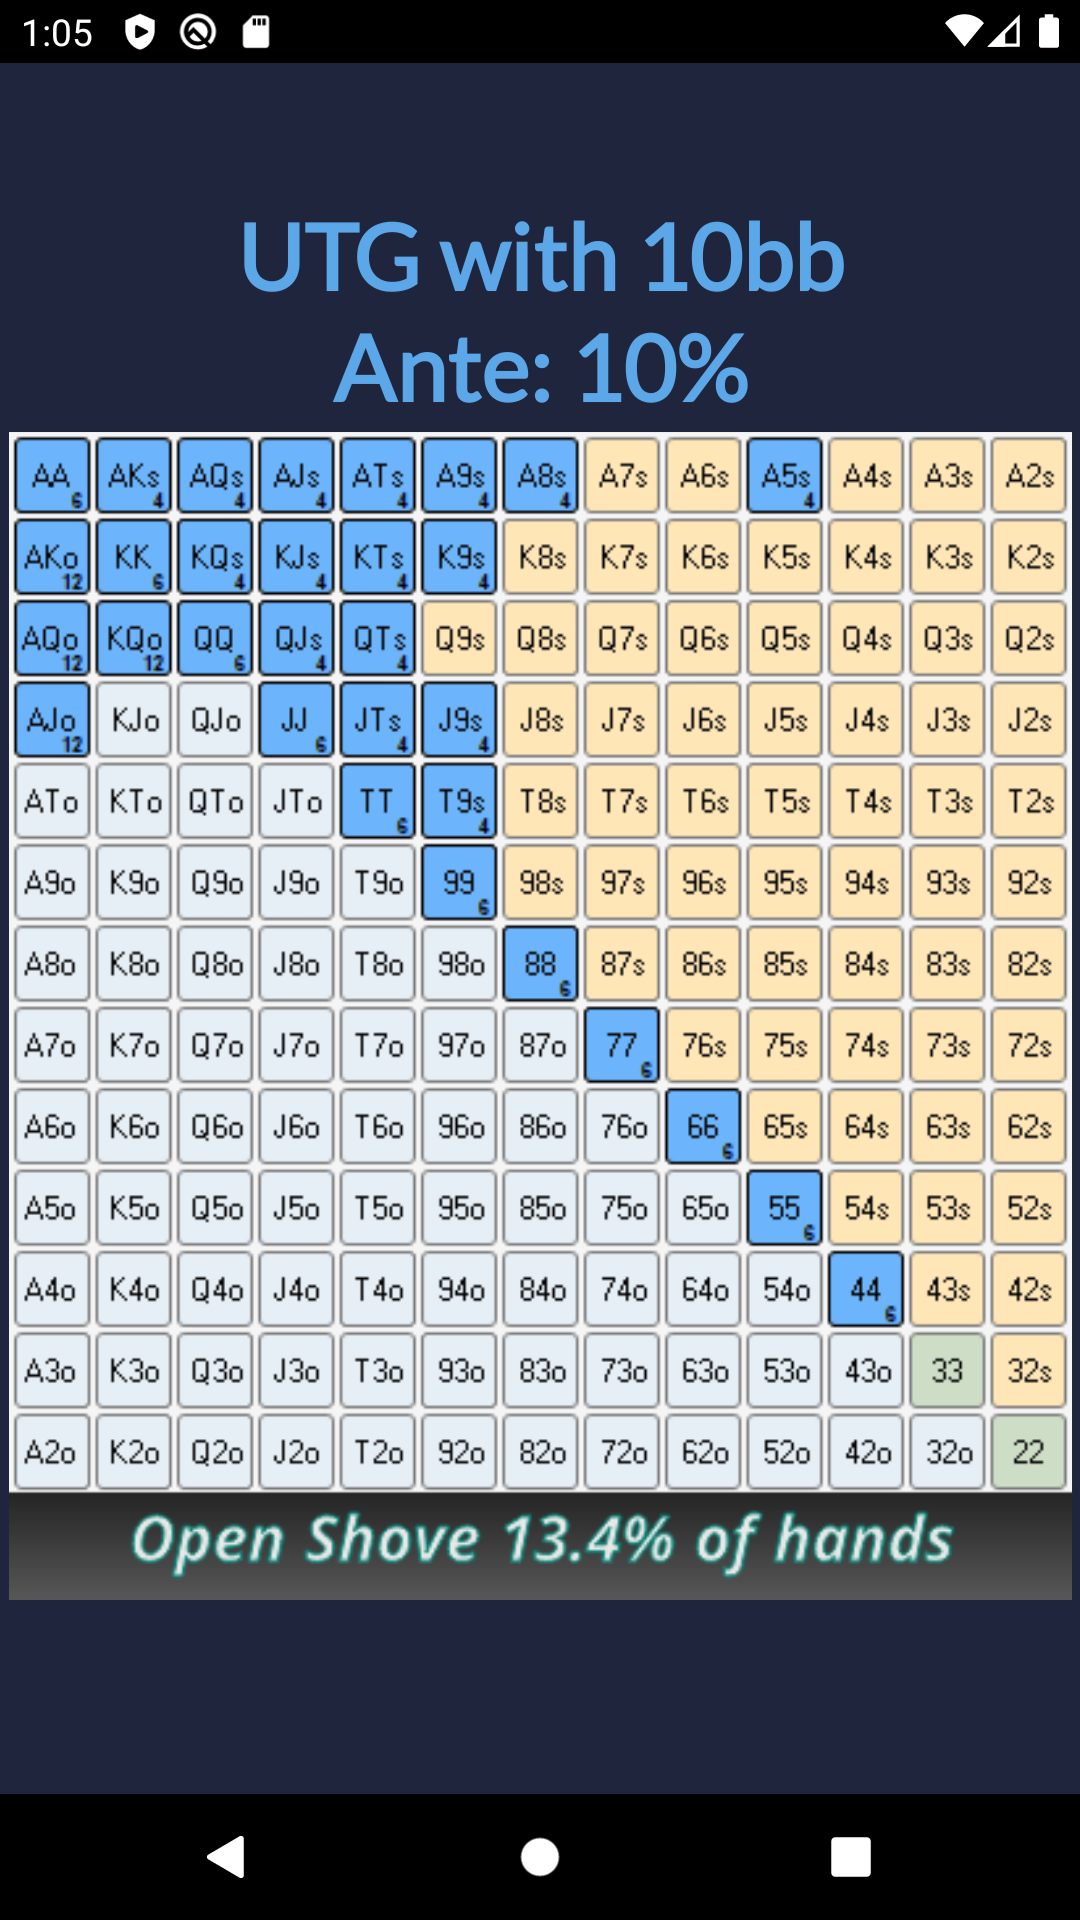 1:05
UTG with 10bb
Ante: 10%
AA 6 AKs 4 AQs 4 AJs 4 ATs 4 A9s 4 A8s 4 A7s A6s A5s 4 A4s A3s A2s
AKo 12 KK 6 KQs 4 KJs 4 KTs 4 K9s 4 K8s K7s K6s K5s K4s K3s K2s
AQo 12 KQo 12 QQ 6 QJs 4 QTs 4 Q9s Q8s Q7s Q6s Q5s Q4s Q3s Q2s
AJo 12 KJo QJo JJ 6 JTs 4 J9s 4 J8s J7s J6s J5s J4s J3s J2s
ATo KTo QTo JTo TT 6 T9s 4 T8s T7s T6s T5s T4s T3s T2s
A9o K9o Q9o J9o T9o 99 6 98s 97s 96s 95s 94s 93s 92s
A8o K8o Q8o J8o T8o 98o 88 6 87s 86s 85s 84s 83s 82s
A7o K7o Q7o J7o T7o 97o 87o 77 6 76s 75s 74s 73s 72s
A6o K6o Q6o J6o T6o 96o 86o 76o 66 6 65s 64s 63s 62s
A5o K5o Q5o J5o T5o 95o 85o 75o 65o 55 6 54s 53s 52s
A4o K4o Q4o J4o T4o 94o 84o 74o 64o 54o 44 6 43s 42s
A3o K3o Q3o J3o T3o 93o 83o 73o 63o 53o 43o 33 32s
A2o K2o Q2o J2o T2o 92o 82o 72o 62o 52o 42o 32o 22
Open Shove 13.4% of hands